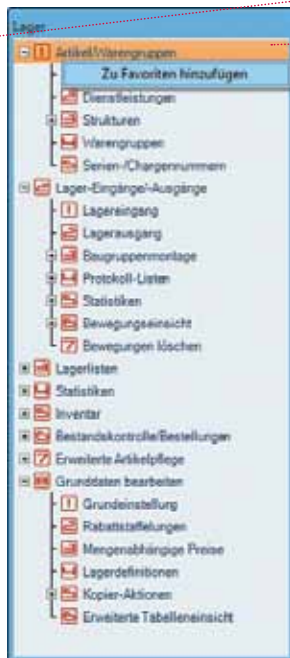 Lager
Artikel/Warengruppen
Zu Favoriten hinzufügen
Dienstleistungen
Strukturen
Warengruppen
Serien-/Chargennummern
Lager-Eingänge/-Ausgänge
Lagereingang
Lagerausgang
Baugruppenmontage
Protokoll-Listen
Statistiken
Bewegungseinsicht
Bewegungen löschen
Lagerlisten
Statistiken
Inventar
Bestandskontrolle/Bestellungen
Erweiterte Artikelpflege
Grunddaten bearbeiten
Grundeinstellung
Rabattstaffelungen
Mengenabhängige Preise
Lagerdefinitionen
Kopier-Aktionen
Erweiterte Tabelleneinsicht